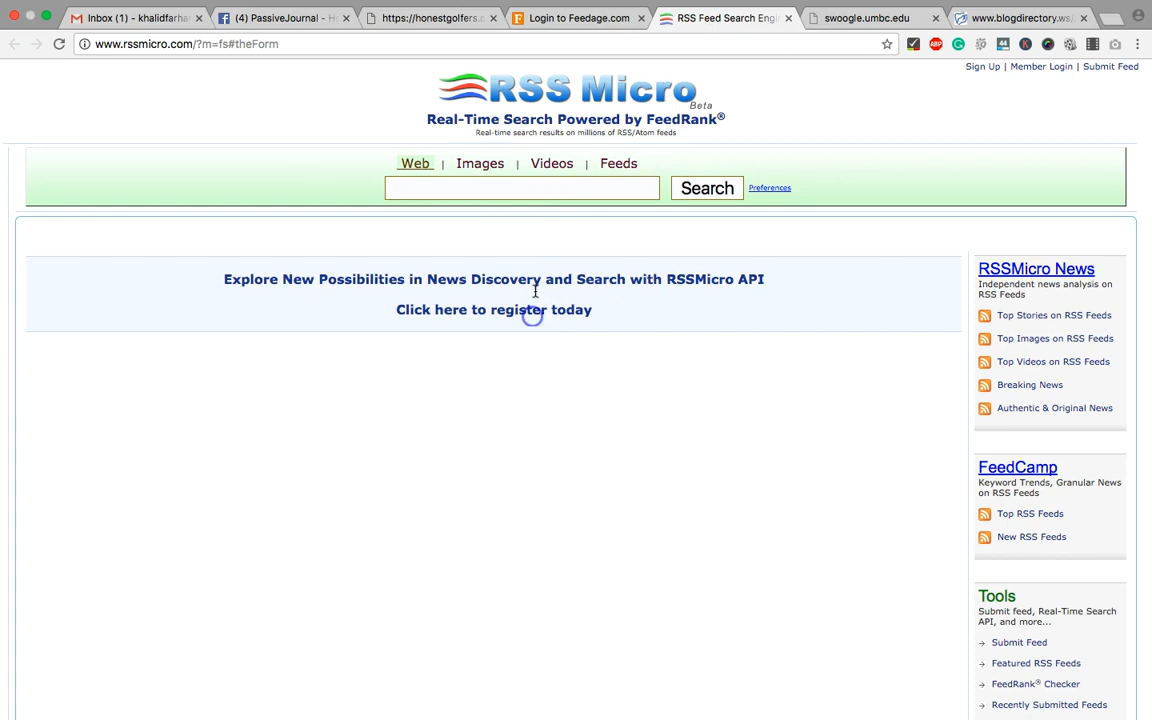 Inbox (1) - khalidfarha
(4) PassiveJournal - H
https://honestgolfers.c
Login to Feedage.com
RSS Feed Search Engi
swoogle.umbc.edu
www.blogdirectory.ws/
www.rssmicro.com/?m=fs#theForm
Sign Up | Member Login | Submit Feed
RSS Micro
Beta
Real-Time Search Powered by FeedRank®
Real-time search results on millions of RSS/Atom feeds
Web | Images | Videos | Feeds
Search Preferences
Explore New Possibilities in News Discovery and Search with RSSMicro API
Click here to register today
RSSMicro News
Independent news analysis on
RSS Feeds
Top Stories on RSS Feeds
Top Images on RSS Feeds
Top Videos on RSS Feeds
Breaking News
Authentic & Original News
FeedCamp
Keyword Trends, Granular News
on RSS Feeds
Top RSS Feeds
New RSS Feeds
Tools
Submit feed, Real-Time Search
API, and more...
Submit Feed
Featured RSS Feeds
FeedRank® Checker
Recently Submitted Feeds